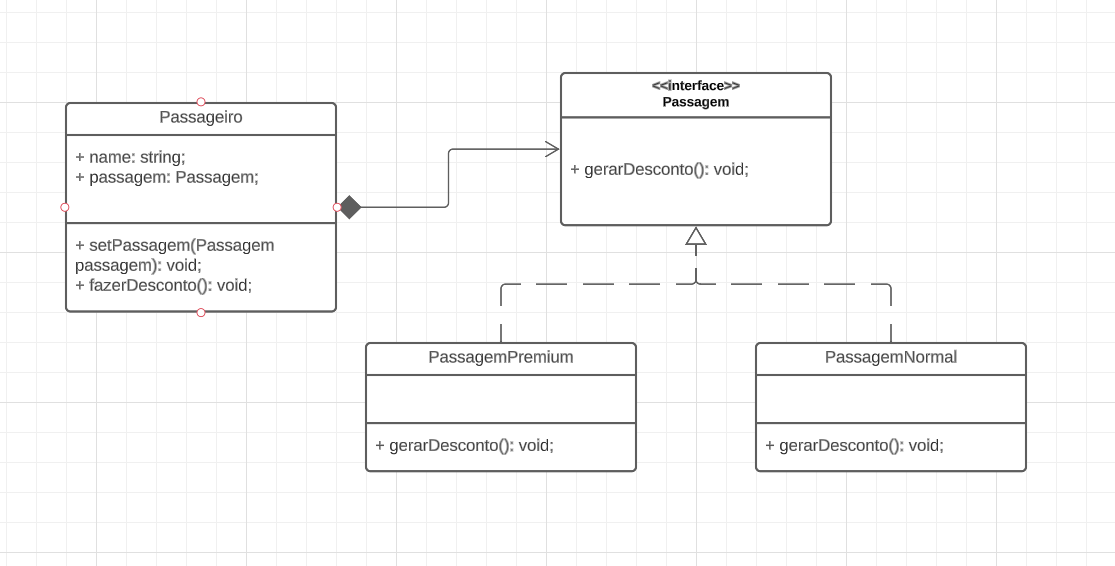 Passageiro
+ name: string;
+ passagem: Passagem;
+ setPassagem(Passagem
passagem): void;
+ fazerDesconto(): void;
<<interface>>
Passagem
+ gerarDesconto(): void;
PassagemPremium
+ gerarDesconto(): void;
PassagemNormal
+ gerarDesconto(): void;